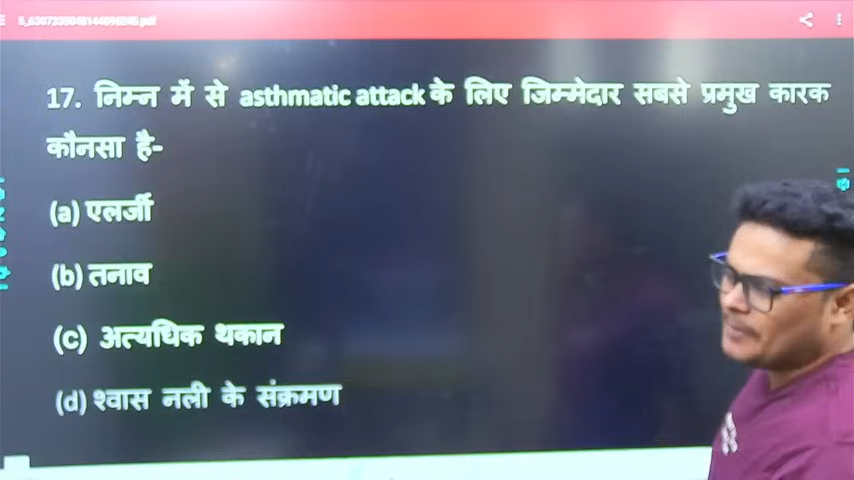 17. निम्न में से asthmatic attack के लिए जिम्मेदार सबसे प्रमुख कारक
कौनसा है-
(a) एलर्जी
(b) तनाव
(c) अत्यधिक थकान
(d) श्वास नली के संक्रमण